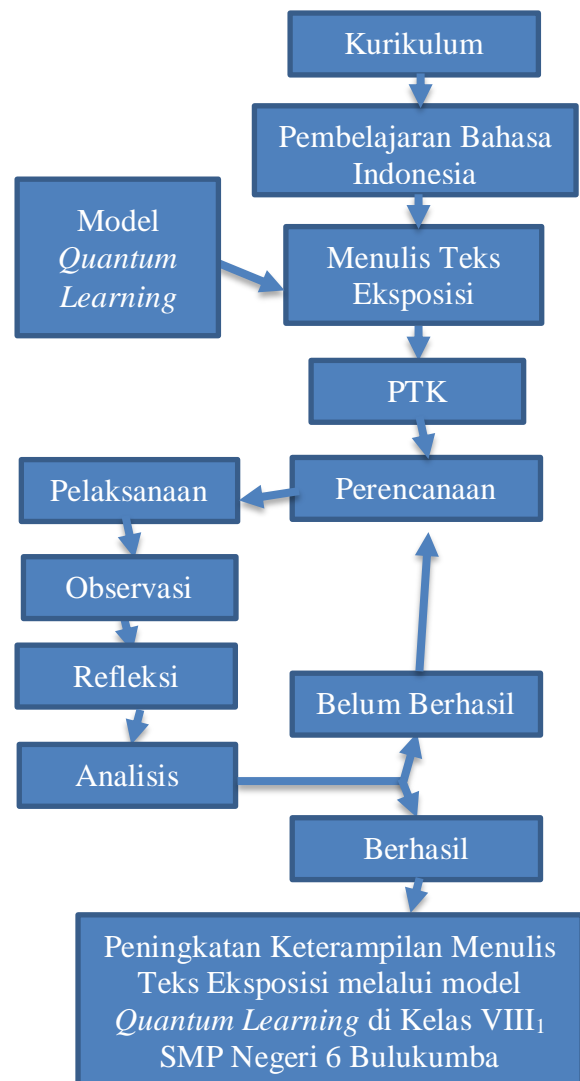 Kurikulum
Pembelajaran Bahasa
Indonesia
Model
Quantum
Learning
Menulis Teks
Eksposisi
PTK
Pelaksanaan
Perencanaan
Observasi
Refleksi
Belum Berhasil
Analisis
Berhasil
Peningkatan Keterampilan Menulis
Teks Eksposisi melalui model
Quantum Learning di Kelas VIII₁
SMP Negeri 6 Bulukumba